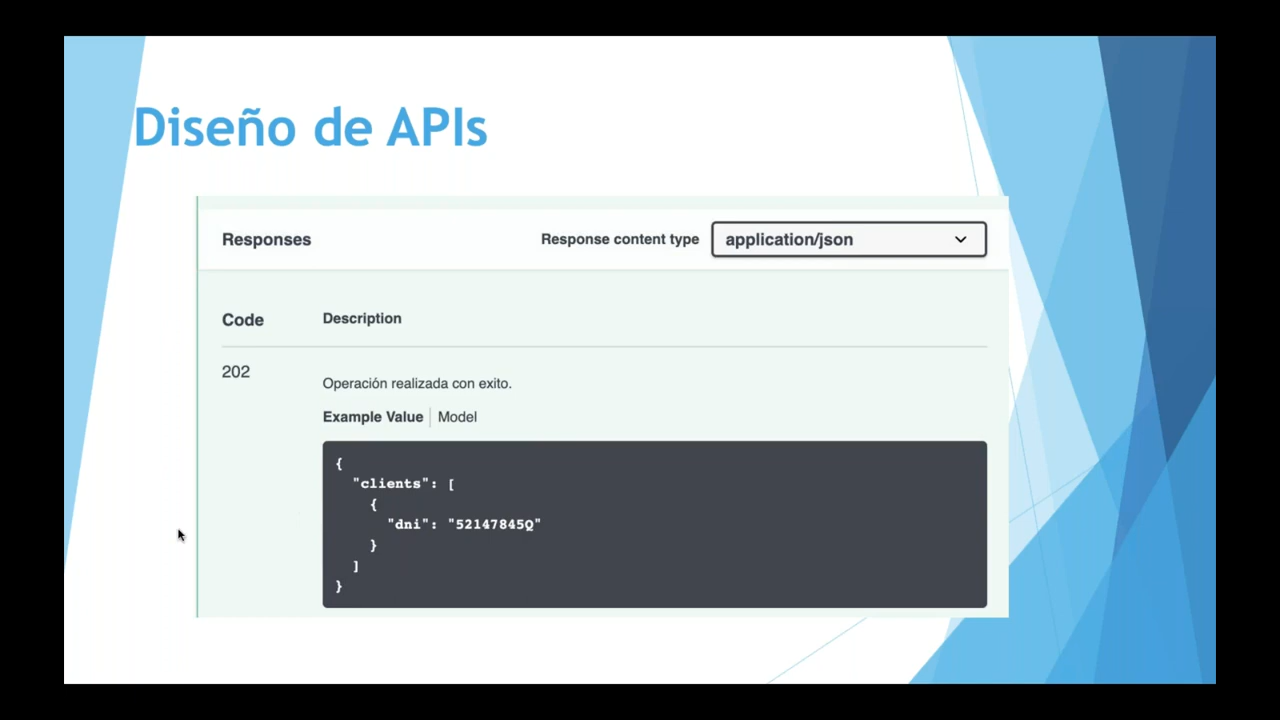 Diseño de APIs
Responses
Response content type
application/json
Code
Description
202
Operación realizada con exito.
Example Value | Model
{
"clients": [
{
"dni": "52147845Q"
}
]
}